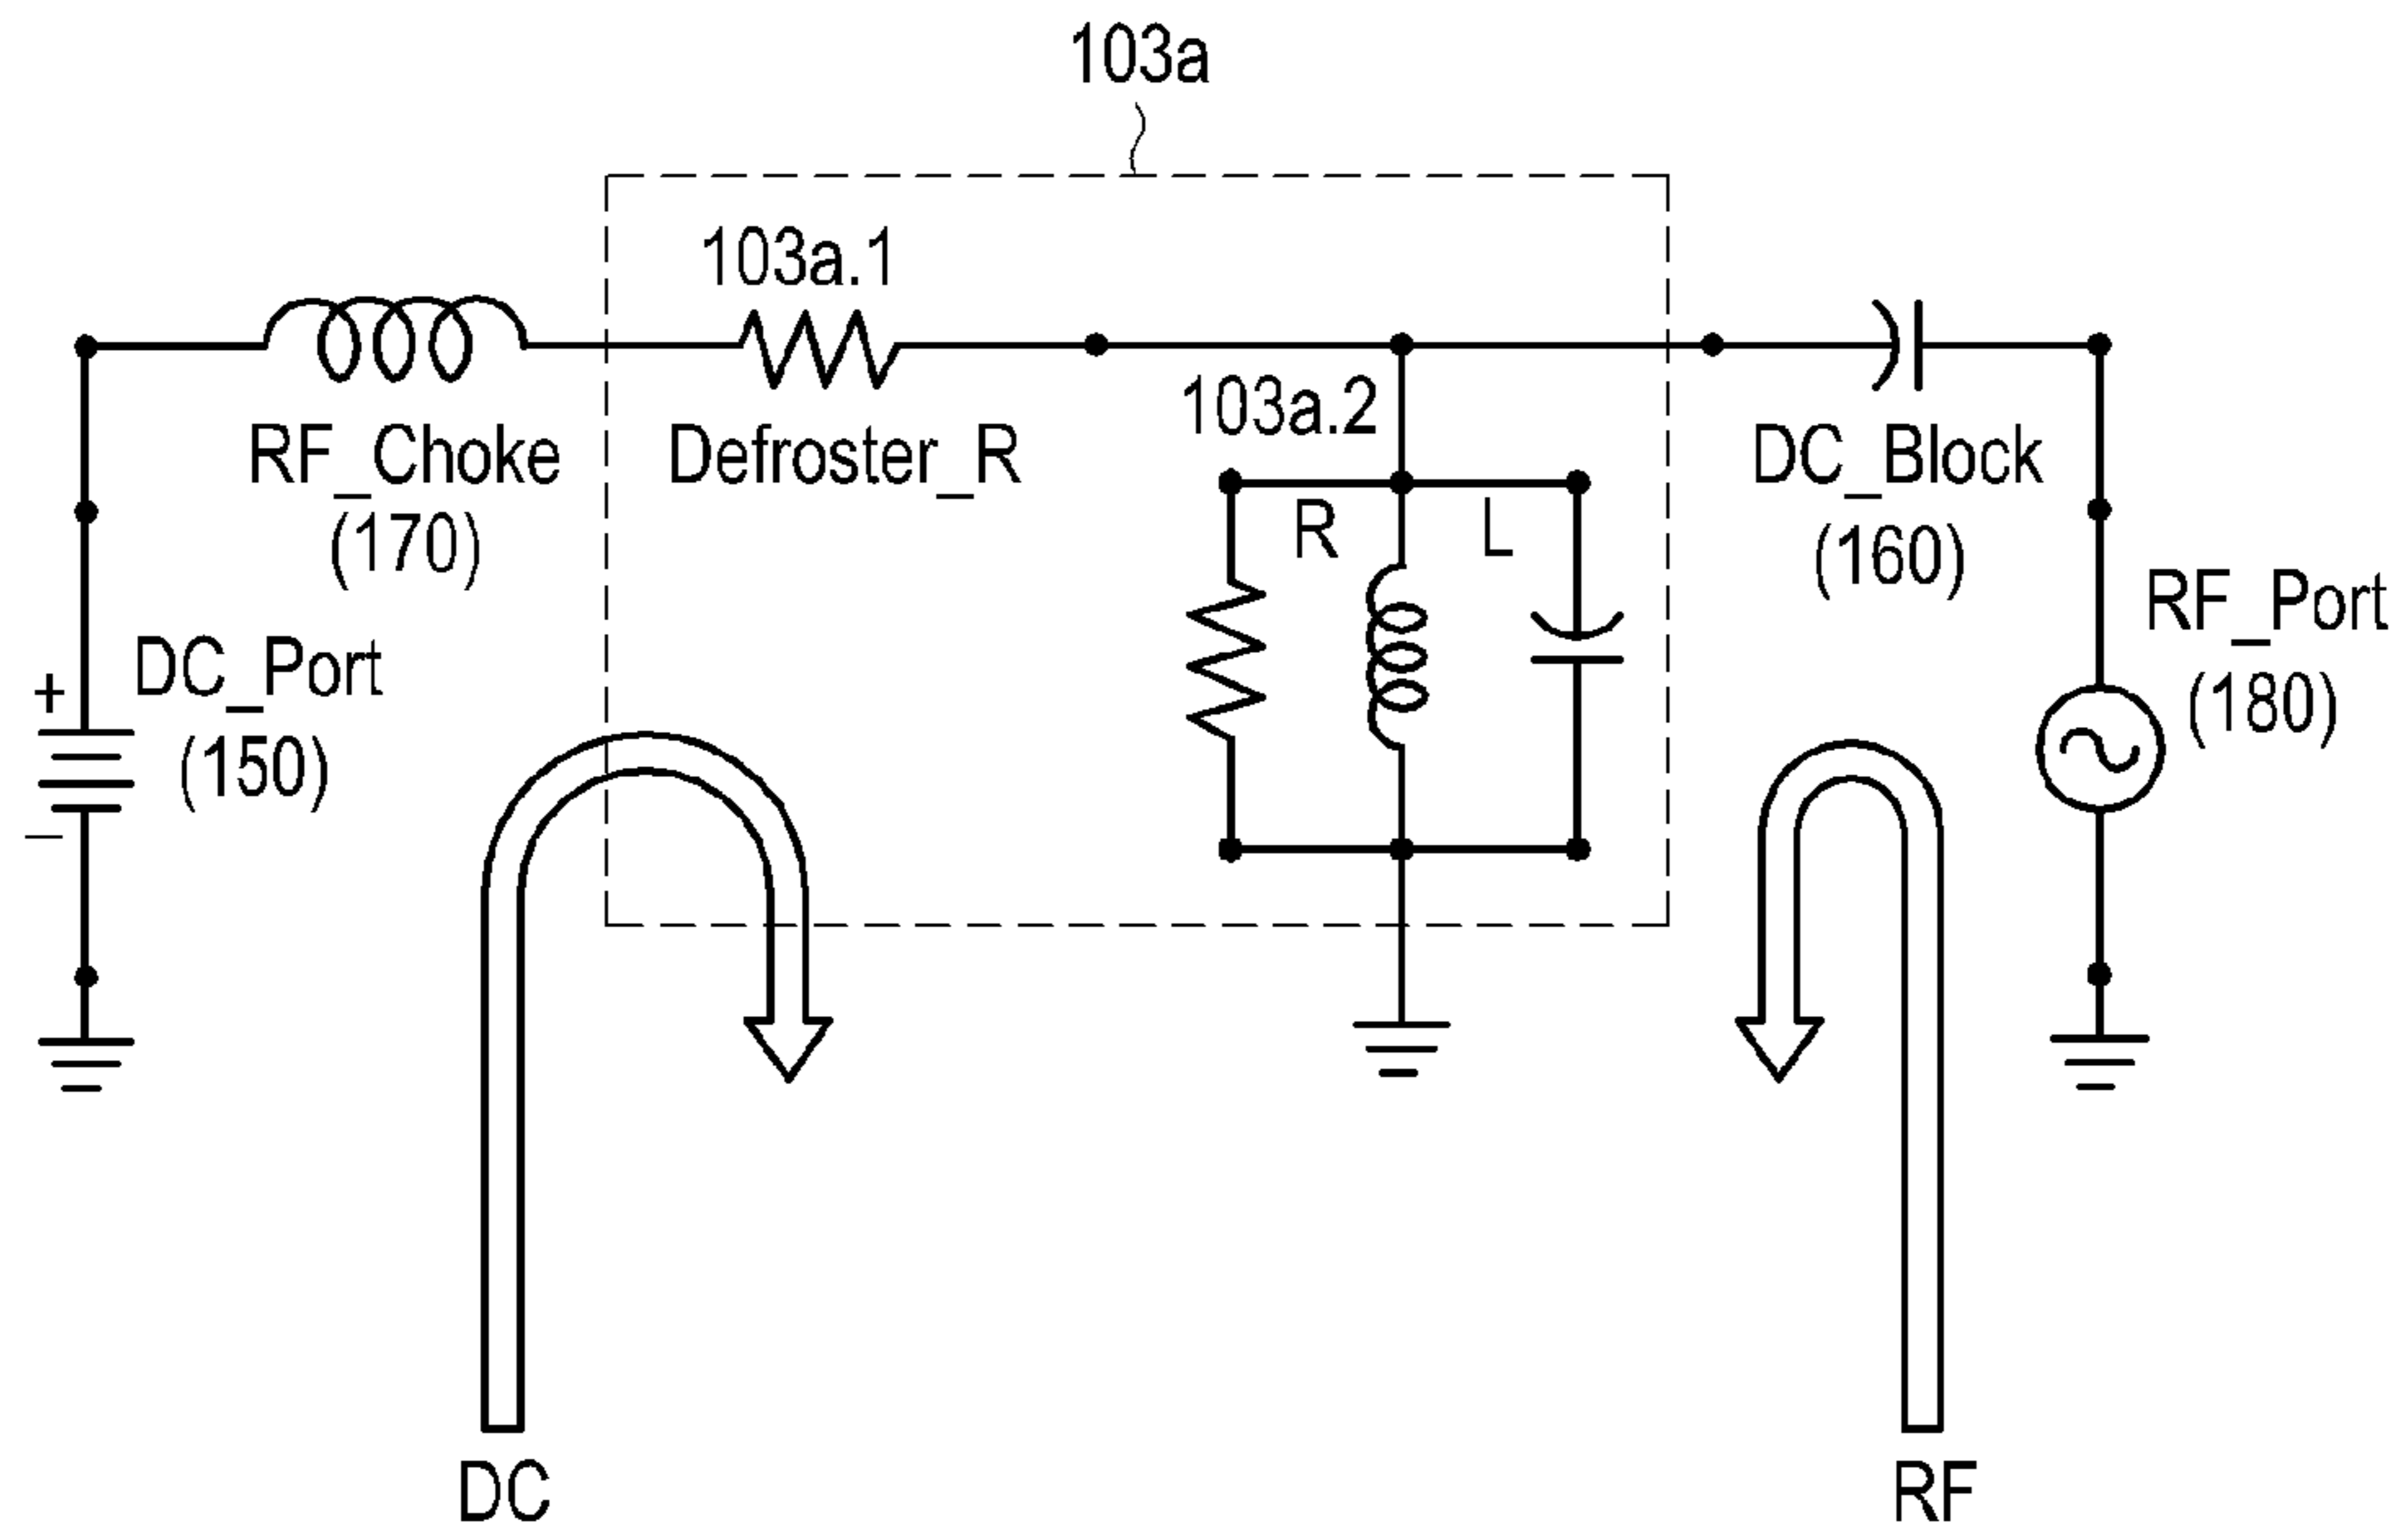 103a
103a.1
103a.2
RF_Choke
(170)
Defroster_R
DC_Block
(160)
R
L
RF_Port
(180)
+
DC_Port
(150)
–
DC
RF